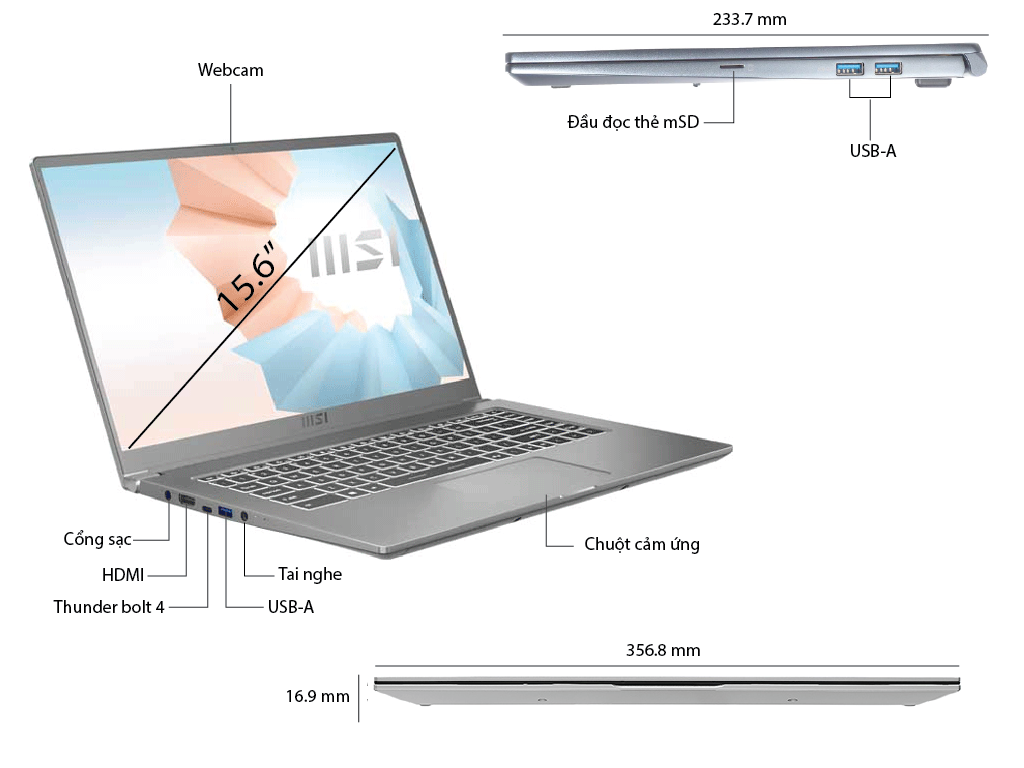 233.7 mm
Webcam
Đầu đọc thẻ mSD
USB-A
15.6”
msi
msi
Cổng sạc
Chuột cảm ứng
HDMI
Tai nghe
Thunder bolt 4
USB-A
356.8 mm
16.9 mm